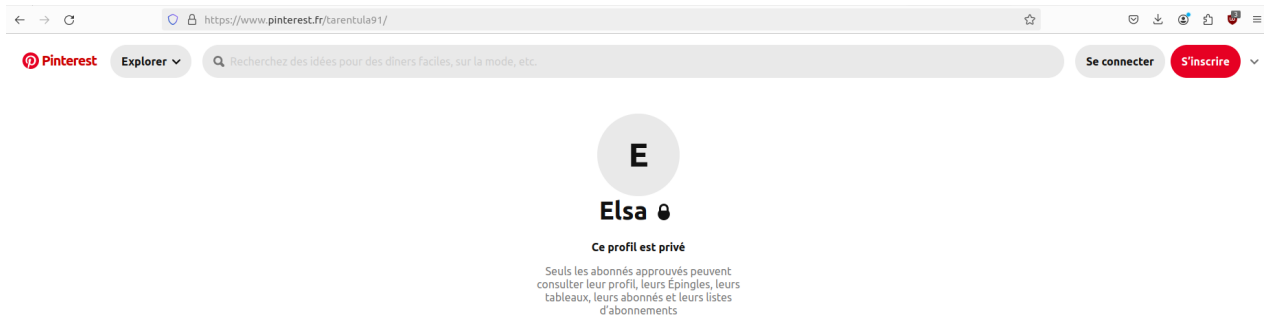 https://www.pinterest.fr/tarentula91/
3
Pinterest Explorer Recherchez des idées pour des dîners faciles, sur la mode, etc. Se connecter S'inscrire
E
Elsa
Ce profil est privé
Seuls les abonnés approuvés peuvent
consulter leur profil, leurs Épingles, leurs
tableaux, leurs abonnés et leurs listes
d'abonnements